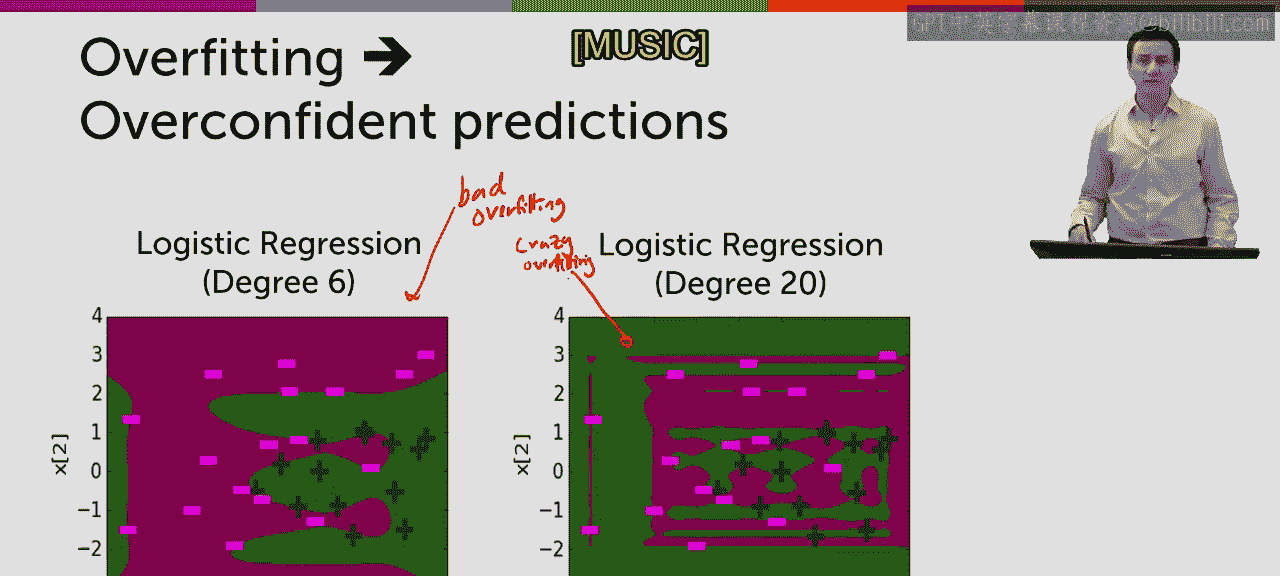 [MUSIC]
Overfitting →
Overconfident predictions
bad
overfitting
crazy
overfitting
Logistic Regression
(Degree 6)
Logistic Regression
(Degree 20)
4
3
2
1
0
−1
−2
x[2]
4
3
2
1
0
−1
−2
x[2]